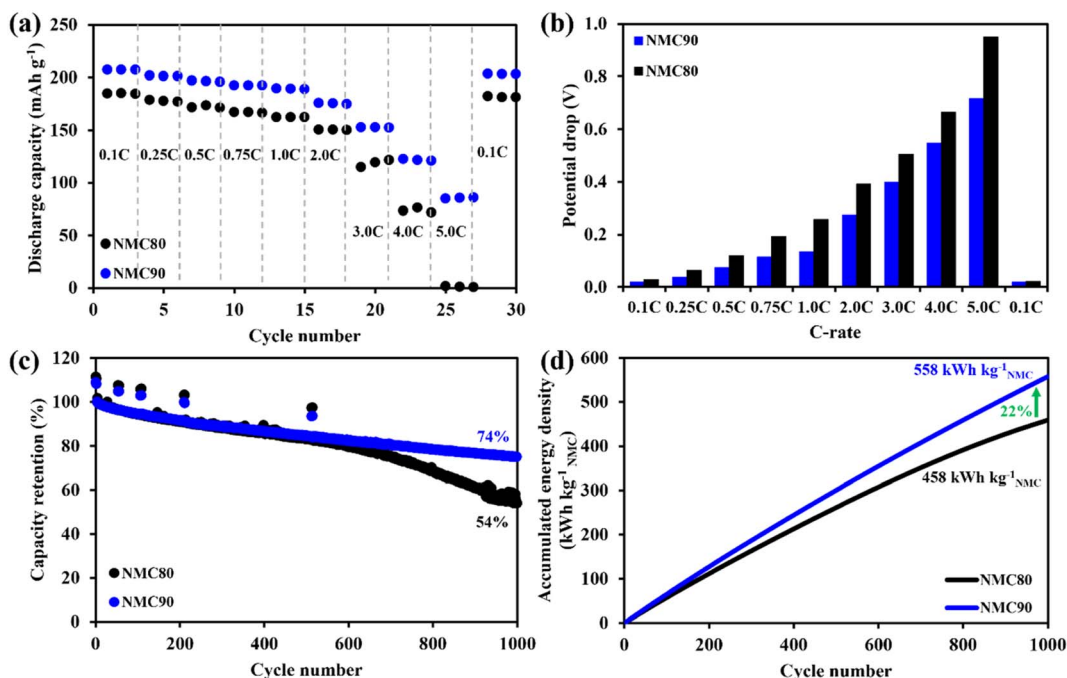 (a)
250
200
150
100
50
0
Discharge capacity (mAh g⁻¹)
0.1C 0.25C 0.5C 0.75C 1.0C 2.0C 0.1C
3.0C 4.0C 5.0C
NMC80
NMC90
0 5 10 15 20 25 30
Cycle number
(b)
1.0
0.8
0.6
0.4
0.2
0.0
Potential drop (V)
NMC90
NMC80
0.1C 0.25C 0.5C 0.75C 1.0C 2.0C 3.0C 4.0C 5.0C 0.1C
C-rate
(c)
120
100
80
60
40
20
0
Capacity retention (%)
74%
54%
NMC80
NMC90
0 200 400 600 800 1000
Cycle number
(d)
600
500
400
300
200
100
0
Accumulated energy density
(kWh kg⁻¹NMC)
558 kWh kg⁻¹NMC
22%
458 kWh kg⁻¹NMC
NMC80
NMC90
0 200 400 600 800 1000
Cycle number